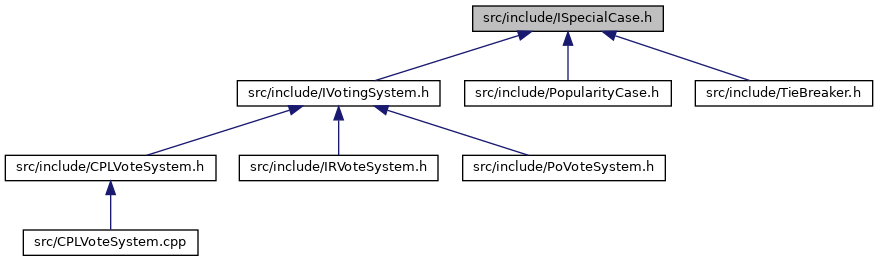 src/include/ISpecialCase.h
src/include/IVotingSystem.h
src/include/PopularityCase.h
src/include/TieBreaker.h
src/include/CPLVoteSystem.h
src/include/IRVoteSystem.h
src/include/PoVoteSystem.h
src/CPLVoteSystem.cpp